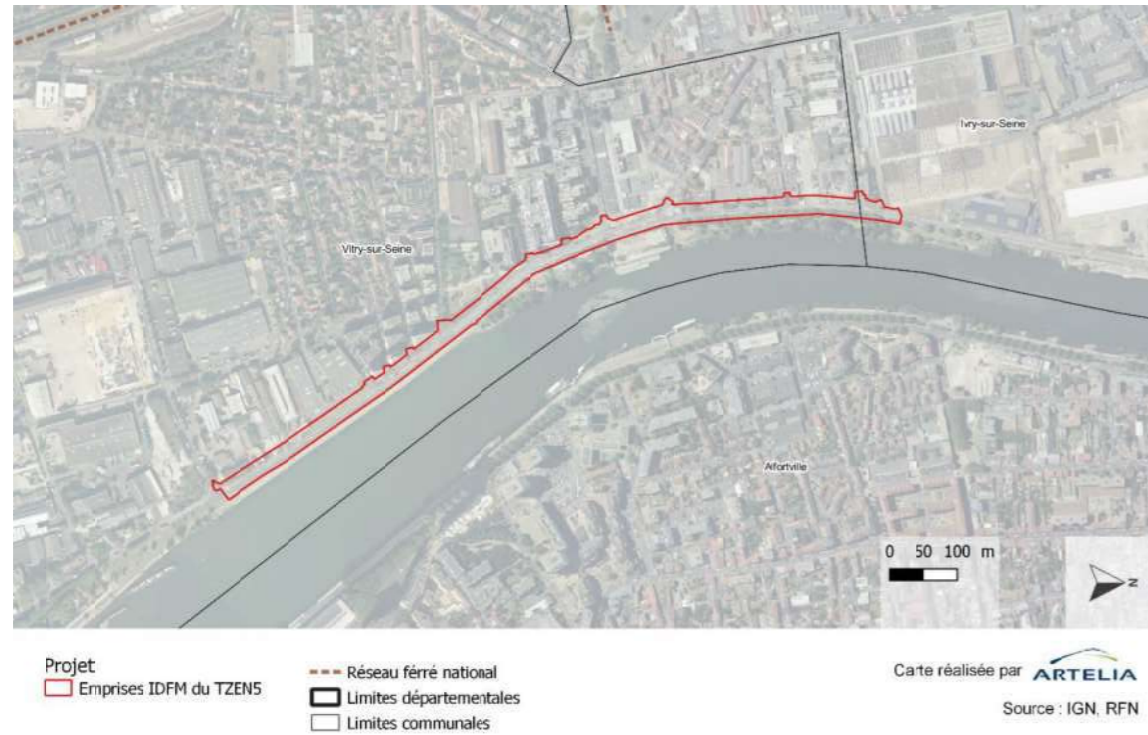 Ivry-sur-Seine
Vitry-sur-Seine
Alfortville
0 50 100 m
N
Projet
Emprises IDFM du TZEN5
Réseau férré national
Limites départementales
Limites communales
Carte réalisée par ARTELIA
Source : IGN, RFN